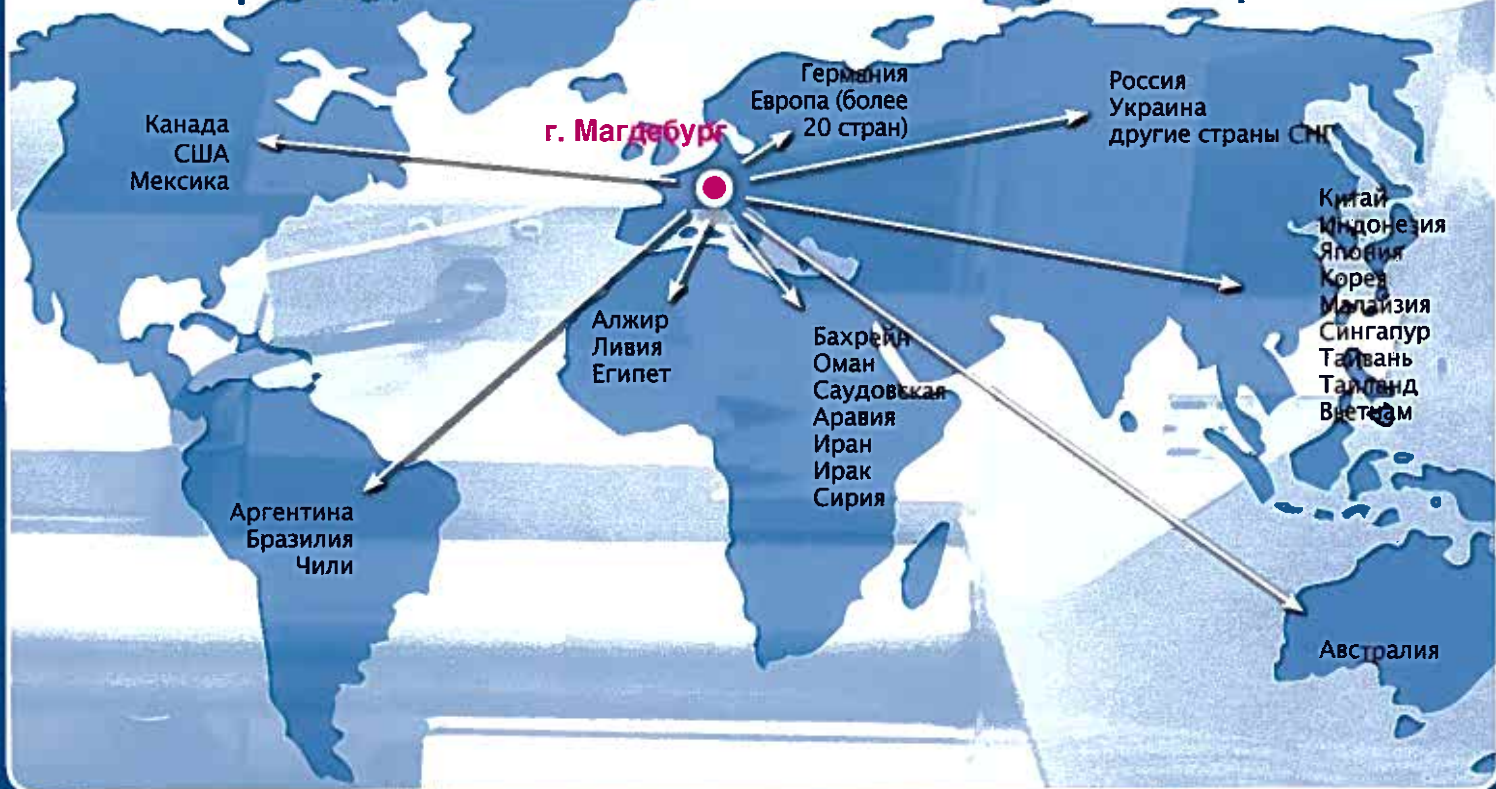 Германия
Европа (более
20 стран)
Россия
Украина
другие страны СНГ
г. Магдебург
Канада
США
Мексика
Китай
Индонезия
Япония
Корея
Малайзия
Сингапур
Тайвань
Таиланд
Вьетнам
Алжир
Ливия
Египет
Бахрейн
Оман
Саудовская
Аравия
Иран
Ирак
Сирия
Аргентина
Бразилия
Чили
Австралия